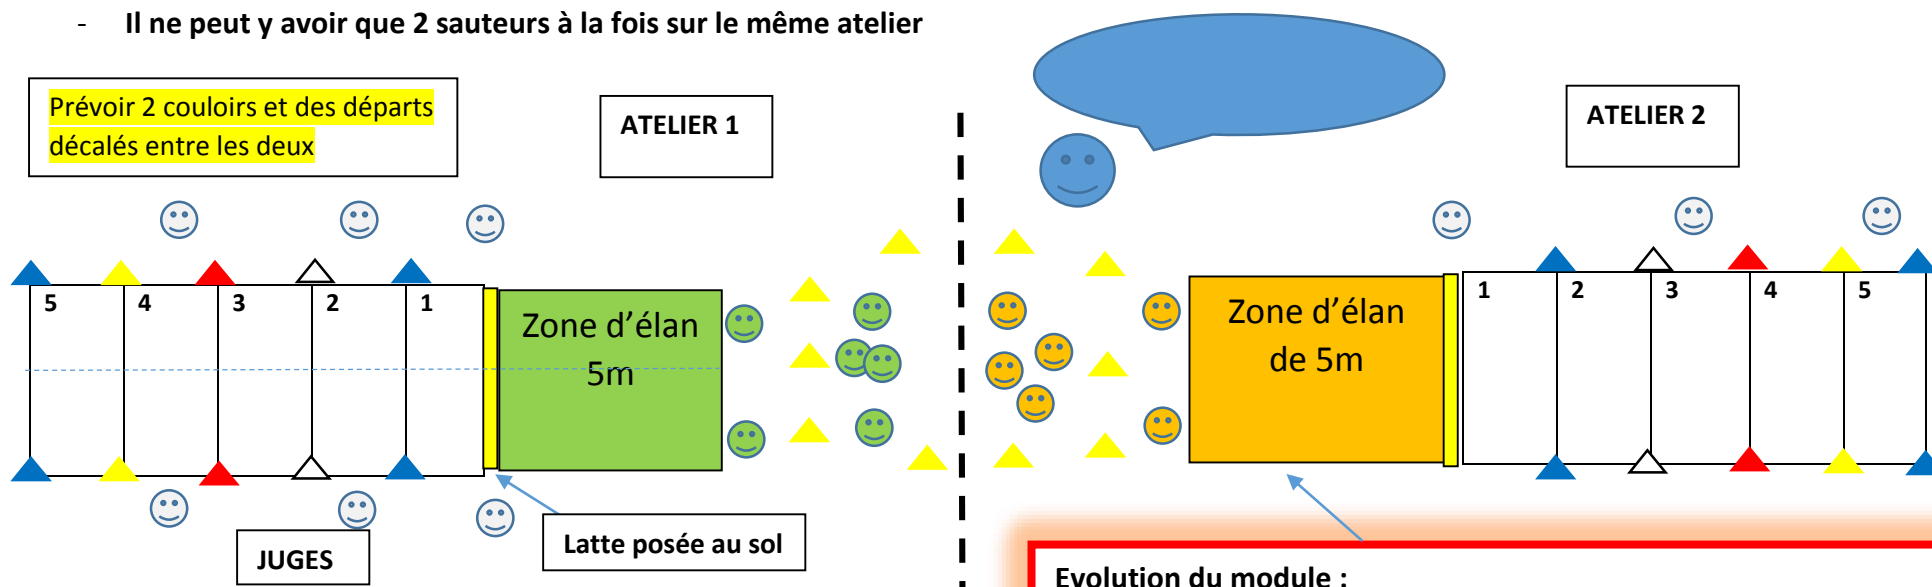 - Il ne peut y avoir que 2 sauteurs à la fois sur le même atelier
Prévoir 2 couloirs et des départs
décalés entre les deux
ATELIER 1
ATELIER 2
5 4 3 2 1
Zone d'élan
5m
Zone d'élan
de 5m
1 2 3 4 5
Latte posée au sol
JUGES
Evolution du module :